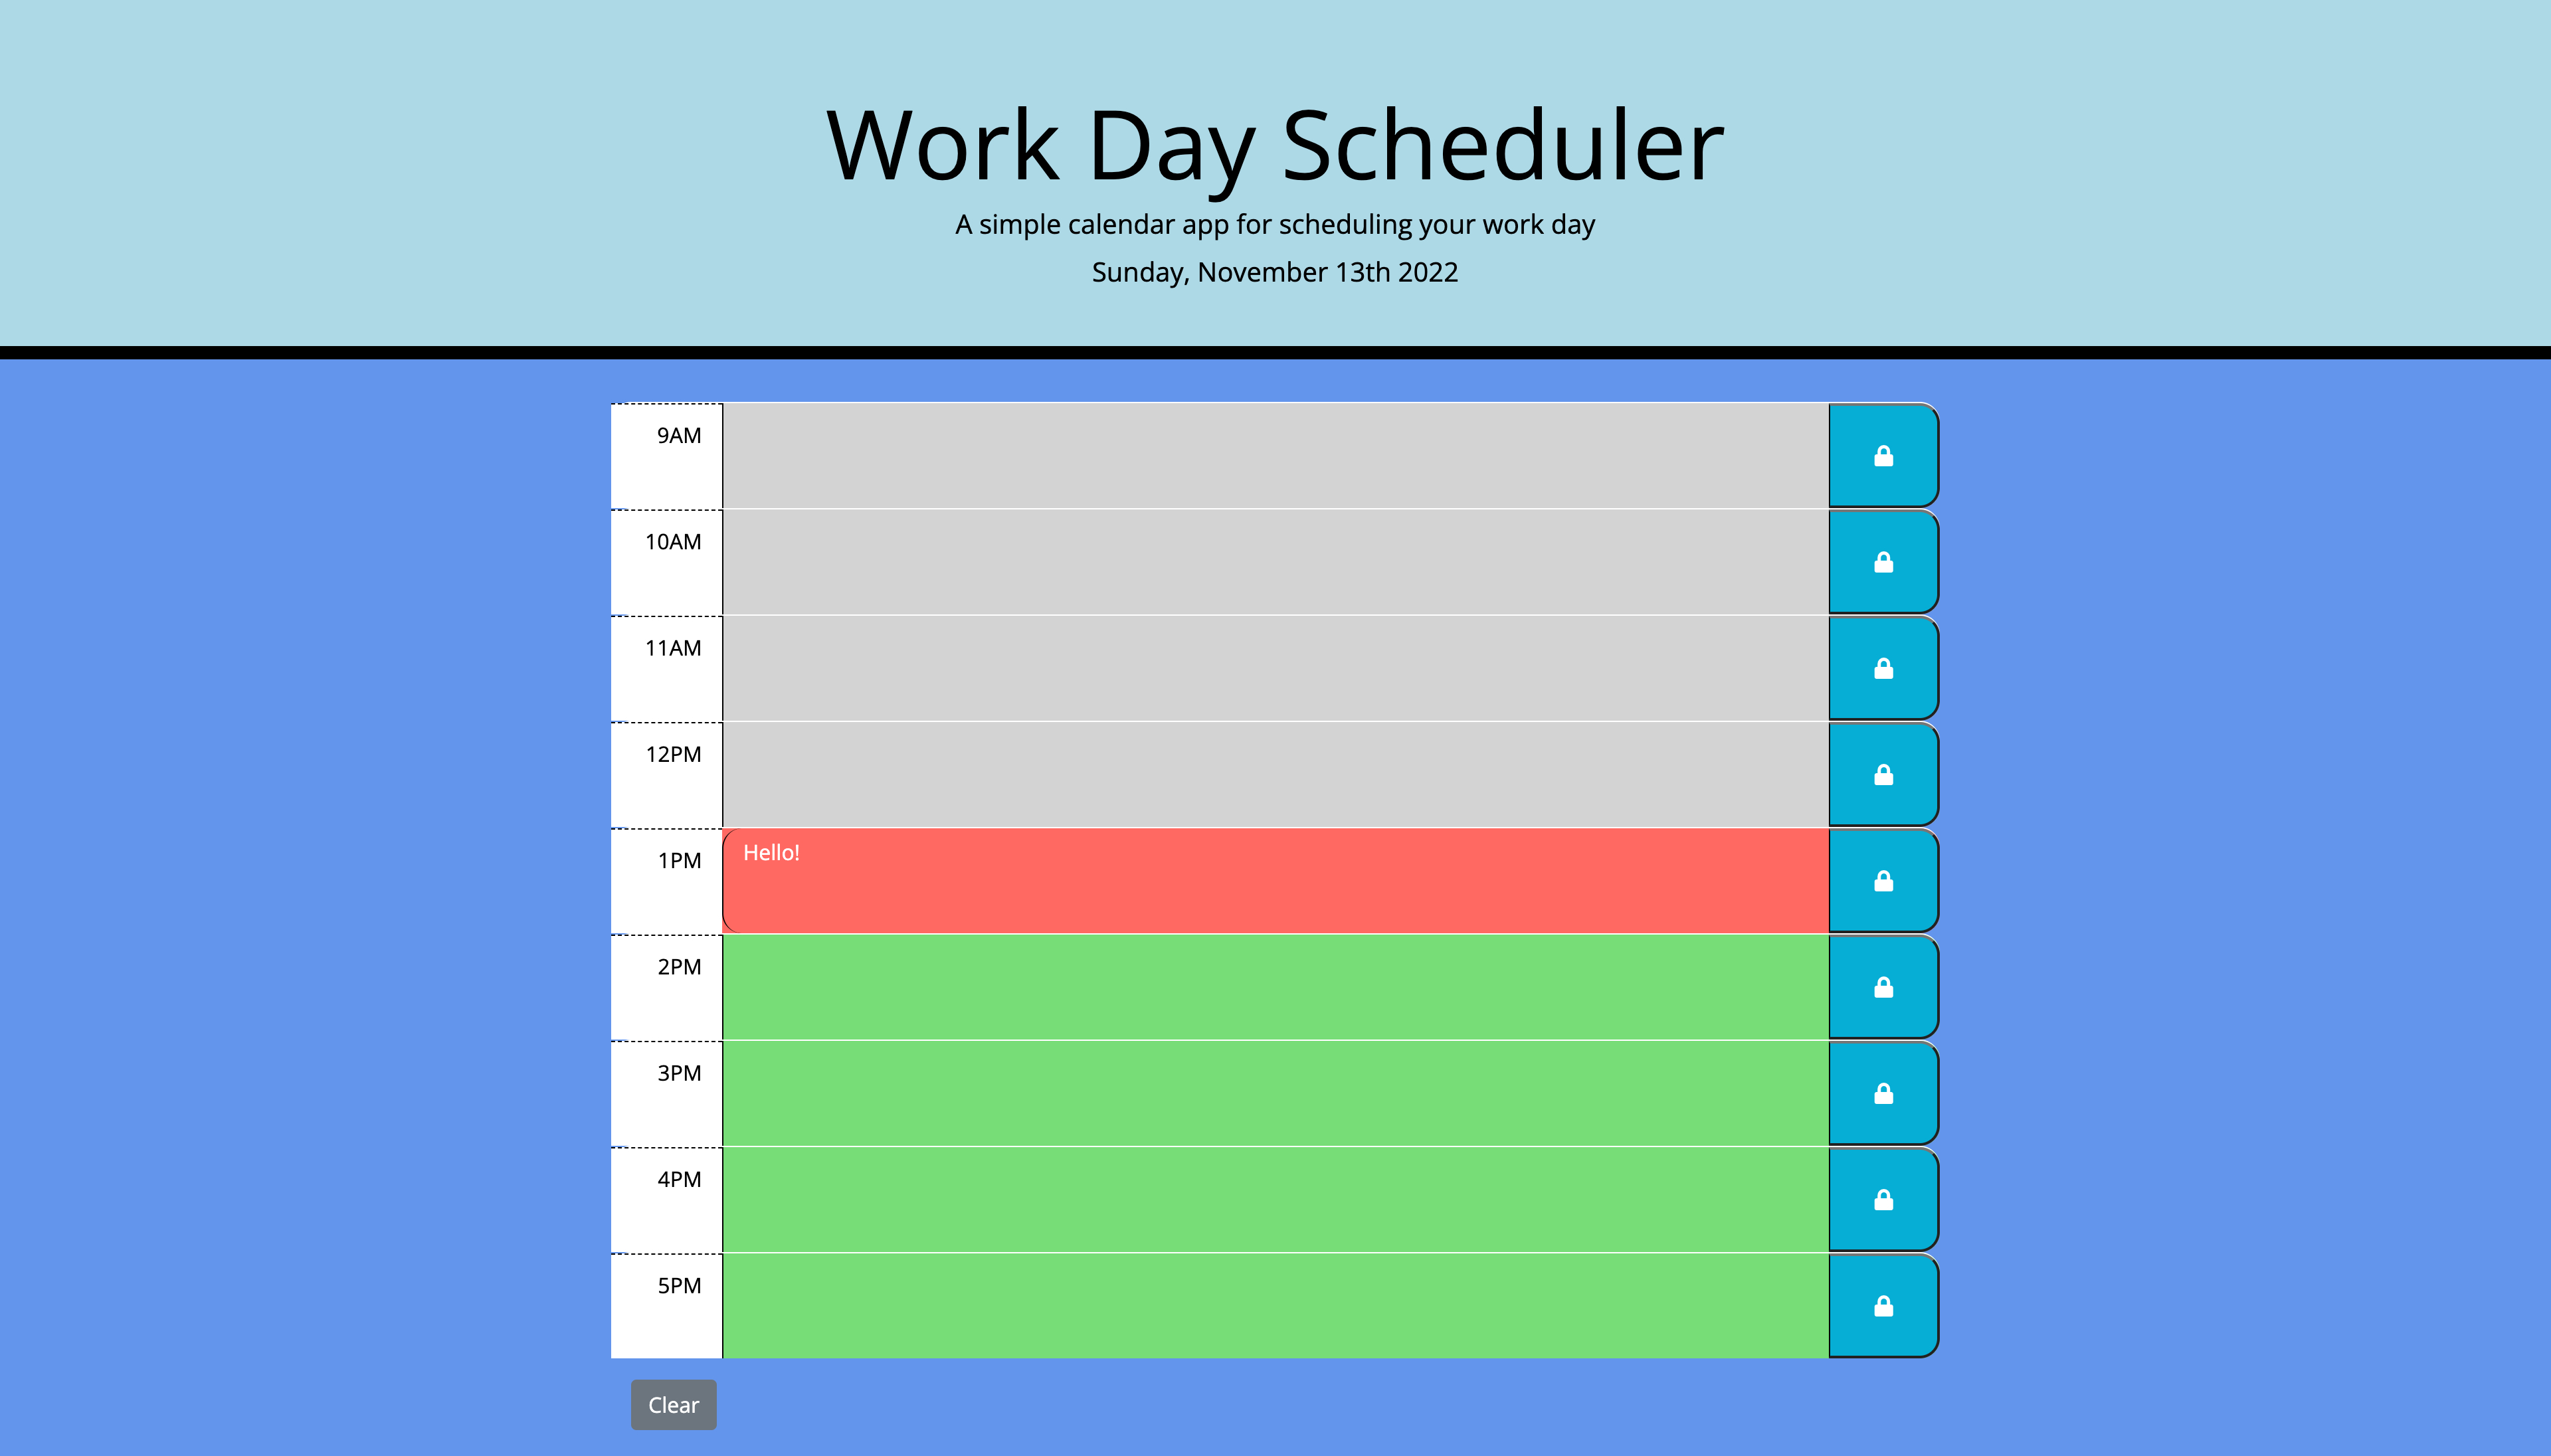 Work Day Scheduler
A simple calendar app for scheduling your work day
Sunday, November 13th 2022
9AM
10AM
11AM
12PM
1PM Hello!
2PM
3PM
4PM
5PM
Clear